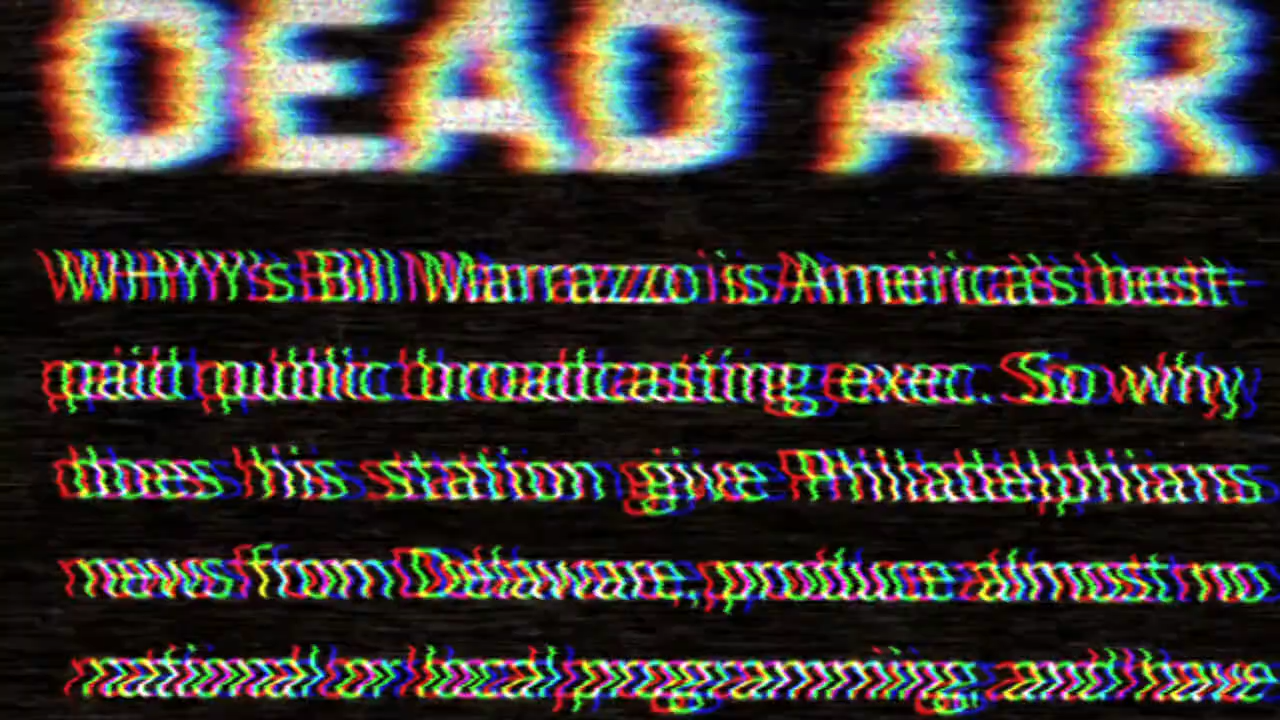 DEAD AIR
WHYY's Bill Marrazzo is America's best
paid public broadcasting exec. So why
does his station give Philadelphians
news from Delaware, produce almost no
national or local programming, and have